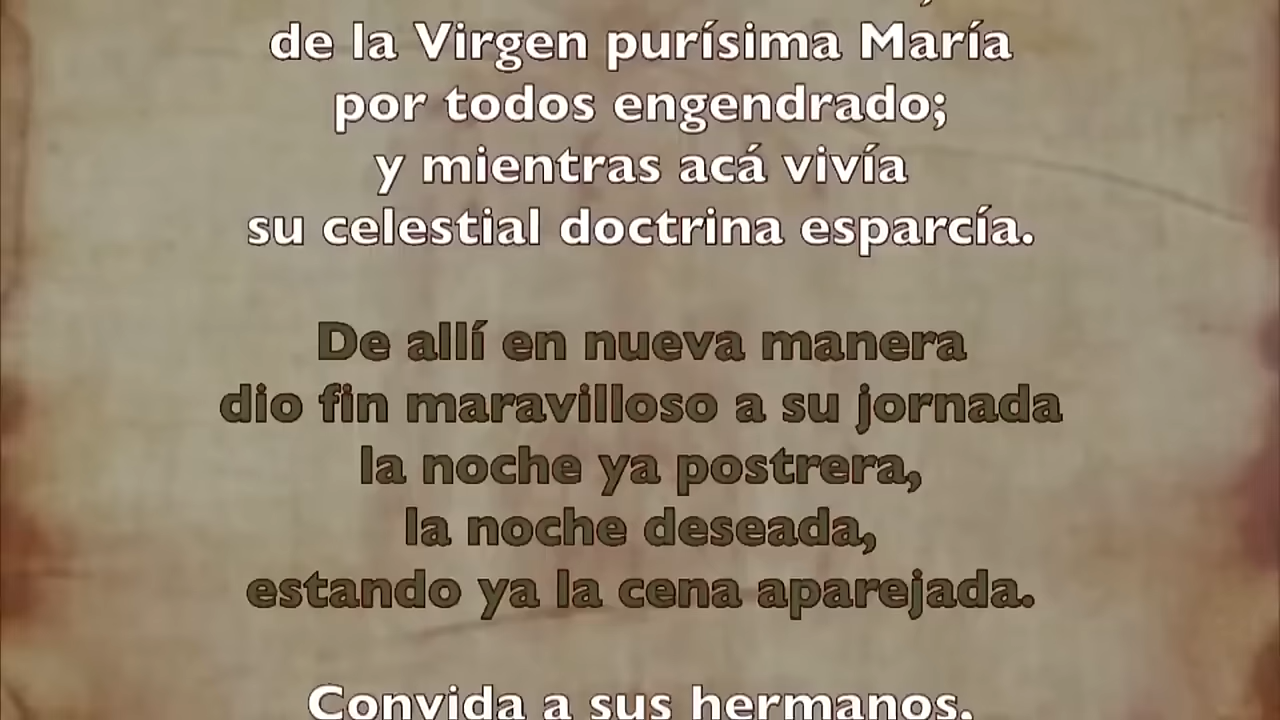 de la Virgen purísima María
por todos engendrado;
y mientras acá vivía
su celestial doctrina esparcía.
De allí en nueva manera
dio fin maravilloso a su jornada
la noche ya postrera,
la noche deseada,
estando ya la cena aparejada.
Convida a sus hermanos,